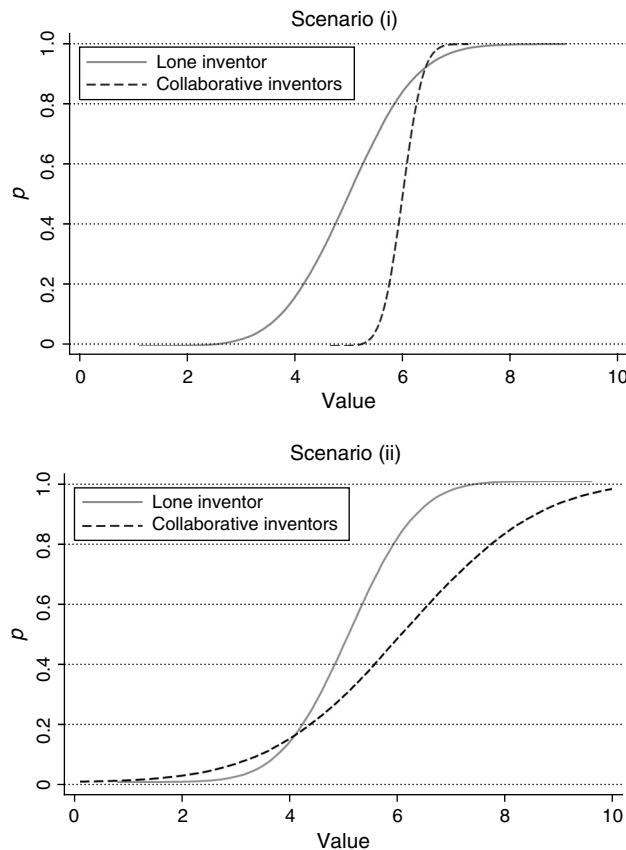 Scenario (i)
Lone inventor
Collaborative inventors
1.0
0.8
0.6
0.4
0.2
0
p
0 2 4 6 8 10
Value
Scenario (ii)
Lone inventor
Collaborative inventors
1.0
0.8
0.6
0.4
0.2
0
p
0 2 4 6 8 10
Value